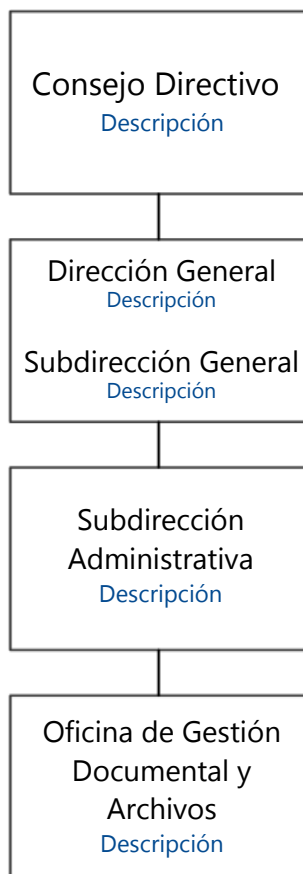 Consejo Directivo
Descripción
Dirección General
Descripción
Subdirección General
Descripción
Subdirección
Administrativa
Descripción
Oficina de Gestión
Documental y
Archivos
Descripción